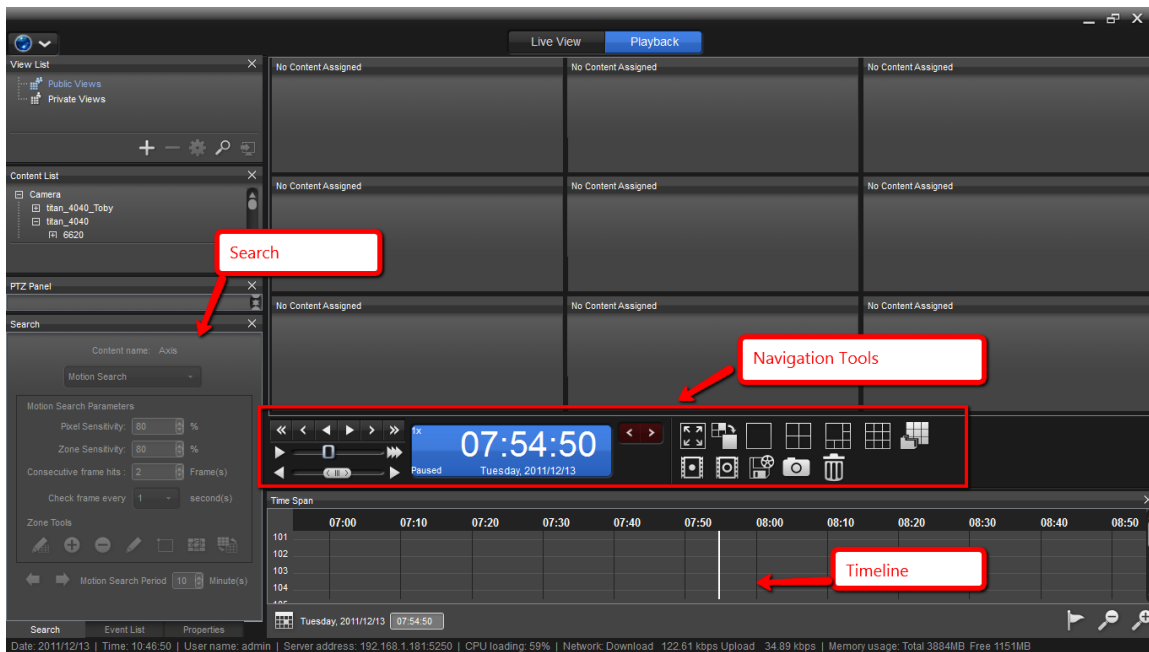 Live View
Playback
View List
Public Views
Private Views
Content List
Camera
titan_4040_Toby
titan_4040
6620
PTZ Panel
Search
Content name: Axis
Motion Search
Motion Search Parameters
Pixel Sensitivity: 80 %
Zone Sensitivity: 80 %
Consecutive frame hits : 2 Frame(s)
Check frame every 1 second(s)
Zone Tools
Motion Search Period 10 Minute(s)
Search Event List Properties
No Content Assigned No Content Assigned No Content Assigned
No Content Assigned No Content Assigned No Content Assigned
No Content Assigned No Content Assigned No Content Assigned
Search
Navigation Tools
1x
07:54:50
Paused Tuesday, 2011/12/13
Time Span
07:00 07:10 07:20 07:30 07:40 07:50 08:00 08:10 08:20 08:30 08:40 08:50
101
102
103
104
Timeline
Tuesday, 2011/12/13 07:54:50
Date: 2011/12/13 | Time: 10:46:50 | User name: admin | Server address: 192.168.1.181:5250 | CPU loading: 59% | Network: Download 122.61 kbps Upload 34.89 kbps | Memory usage: Total 3884MB Free 1151MB